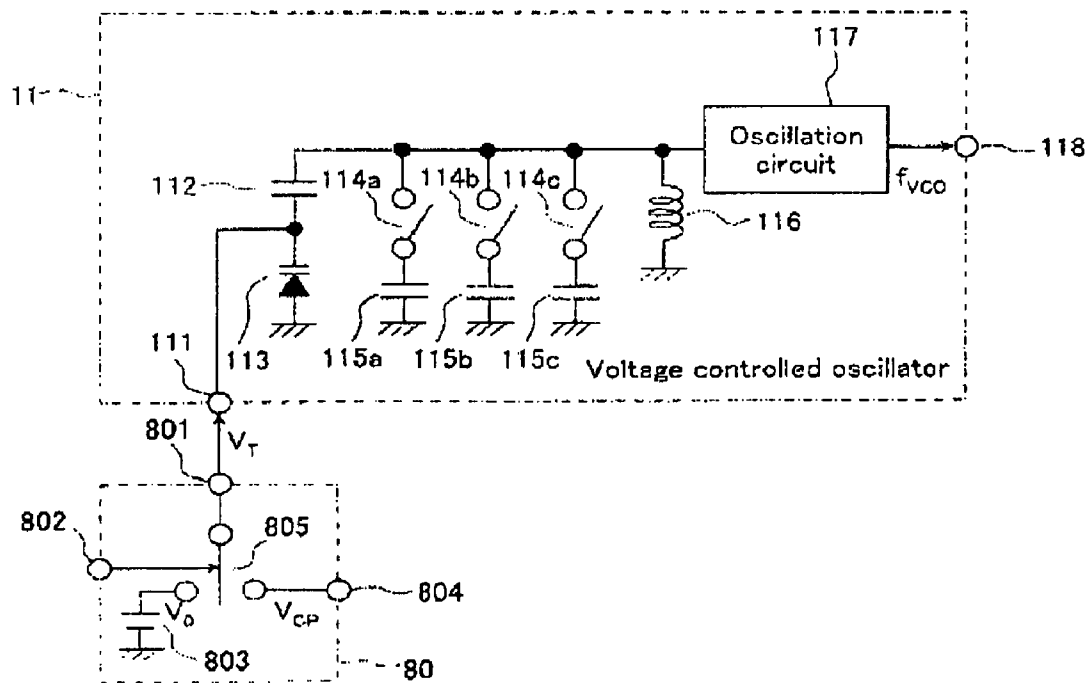 117
11
Oscillation
circuit
118
fVCO
112
114a
114b
114c
116
113
115a
115b
115c
Voltage controlled oscillator
111
VT
801
802
805
804
V0
VCP
803
80